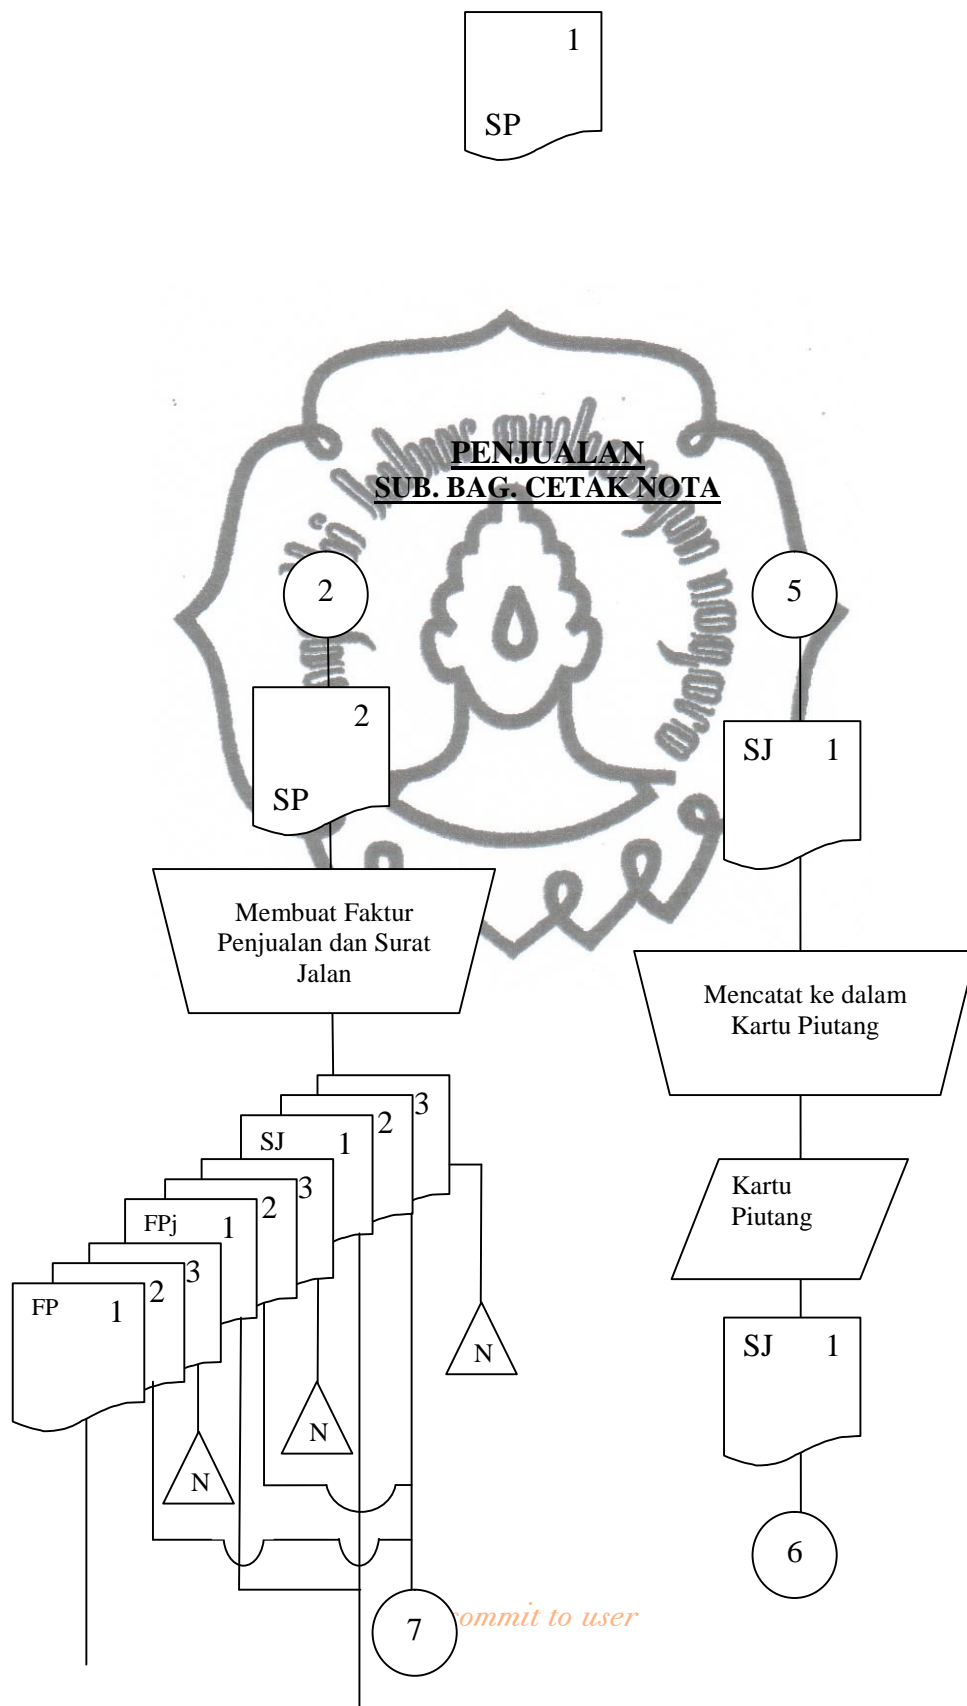 1
SP
PENJUALAN
SUB. BAG. CETAK NOTA
2
5
2
SP
SJ 1
Membuat Faktur
Penjualan dan Surat
Jalan
Mencatat ke dalam
Kartu Piutang
3
2
SJ 1
3
2
FPj 1
3
2
FP 1
Kartu
Piutang
N
N
N
SJ 1
6
7
commit to user